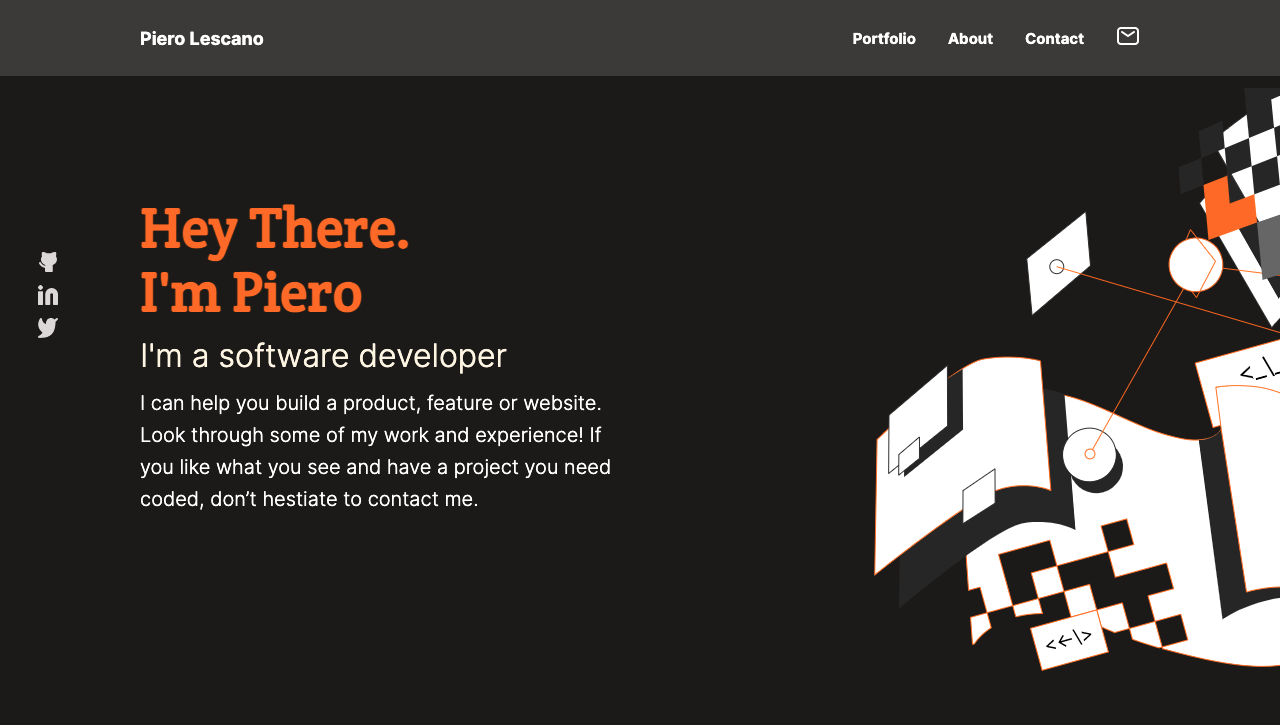 Piero Lescano
Portfolio
About
Contact
Hey There.
I'm Piero
I'm a software developer
I can help you build a product, feature or website.
Look through some of my work and experience! If
you like what you see and have a project you need
coded, don’t hestiate to contact me.
<_\_
<←\>